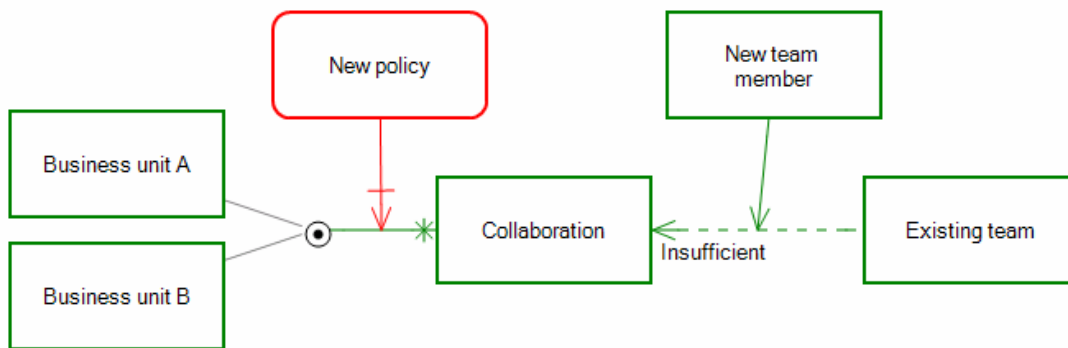 New policy
New team
member
Business unit A
Collaboration
Existing team
Insufficient
Business unit B